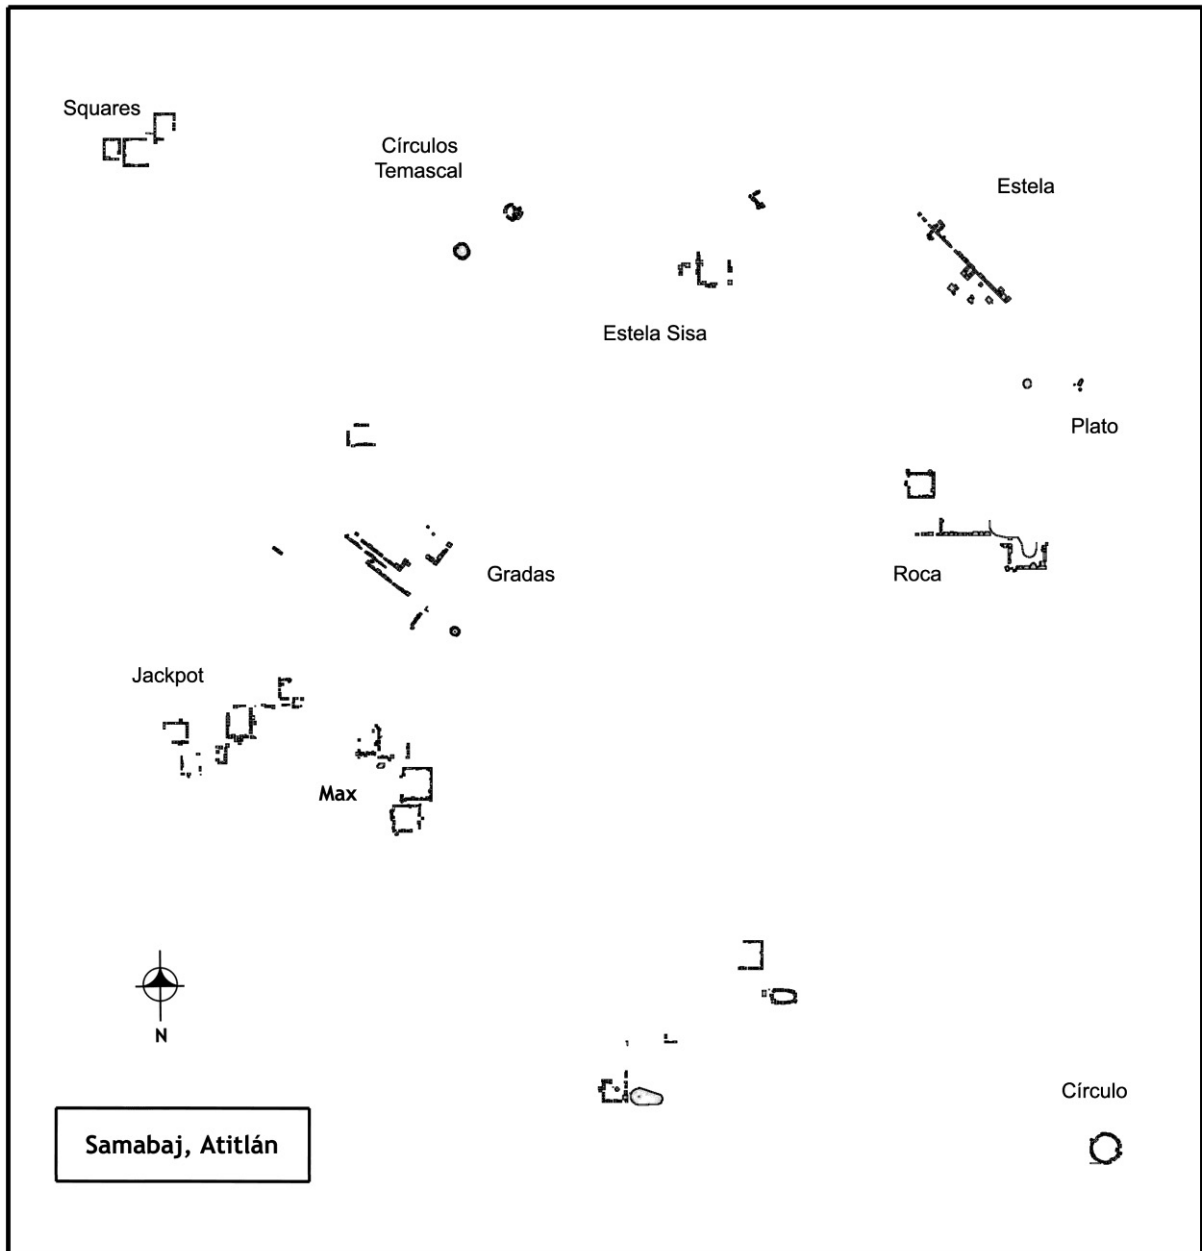 Squares
Círculos
Temascal
Estela
Estela Sisa
Plato
Gradas
Roca
Jackpot
Max
N
Círculo
Samabaj, Atitlán